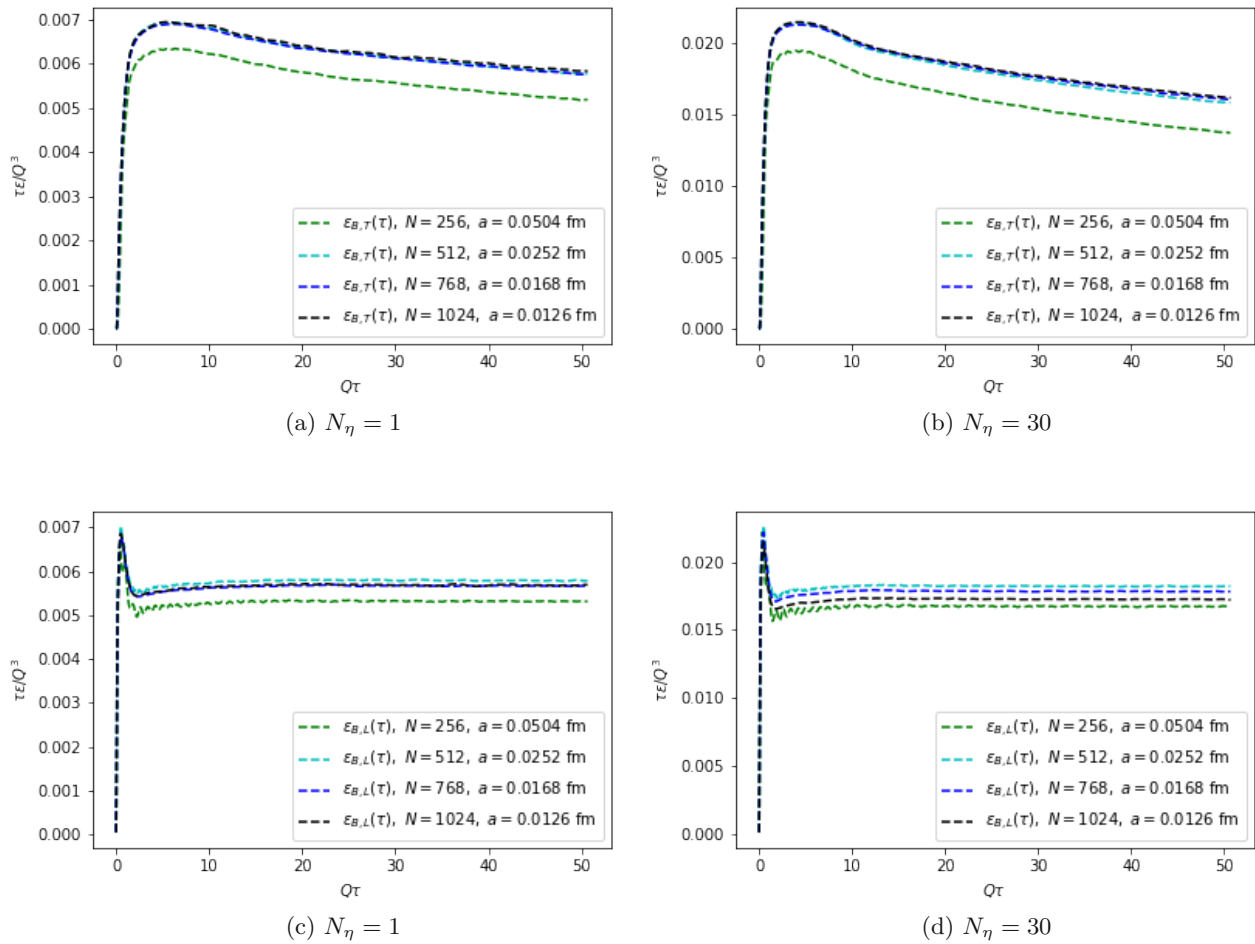 0.007
0.006
0.005
0.004
0.003
0.002
0.001
0.000
τε/Q³
ε_{B,T}(τ), N = 256, a = 0.0504 fm
ε_{B,T}(τ), N = 512, a = 0.0252 fm
ε_{B,T}(τ), N = 768, a = 0.0168 fm
ε_{B,T}(τ), N = 1024, a = 0.0126 fm
0 10 20 30 40 50
Qτ
(a) N_η = 1
0.020
0.015
0.010
0.005
0.000
τε/Q³
ε_{B,T}(τ), N = 256, a = 0.0504 fm
ε_{B,T}(τ), N = 512, a = 0.0252 fm
ε_{B,T}(τ), N = 768, a = 0.0168 fm
ε_{B,T}(τ), N = 1024, a = 0.0126 fm
0 10 20 30 40 50
Qτ
(b) N_η = 30
0.007
0.006
0.005
0.004
0.003
0.002
0.001
0.000
τε/Q³
ε_{B,L}(τ), N = 256, a = 0.0504 fm
ε_{B,L}(τ), N = 512, a = 0.0252 fm
ε_{B,L}(τ), N = 768, a = 0.0168 fm
ε_{B,L}(τ), N = 1024, a = 0.0126 fm
0 10 20 30 40 50
Qτ
(c) N_η = 1
0.020
0.015
0.010
0.005
0.000
τε/Q³
ε_{B,L}(τ), N = 256, a = 0.0504 fm
ε_{B,L}(τ), N = 512, a = 0.0252 fm
ε_{B,L}(τ), N = 768, a = 0.0168 fm
ε_{B,L}(τ), N = 1024, a = 0.0126 fm
0 10 20 30 40 50
Qτ
(d) N_η = 30